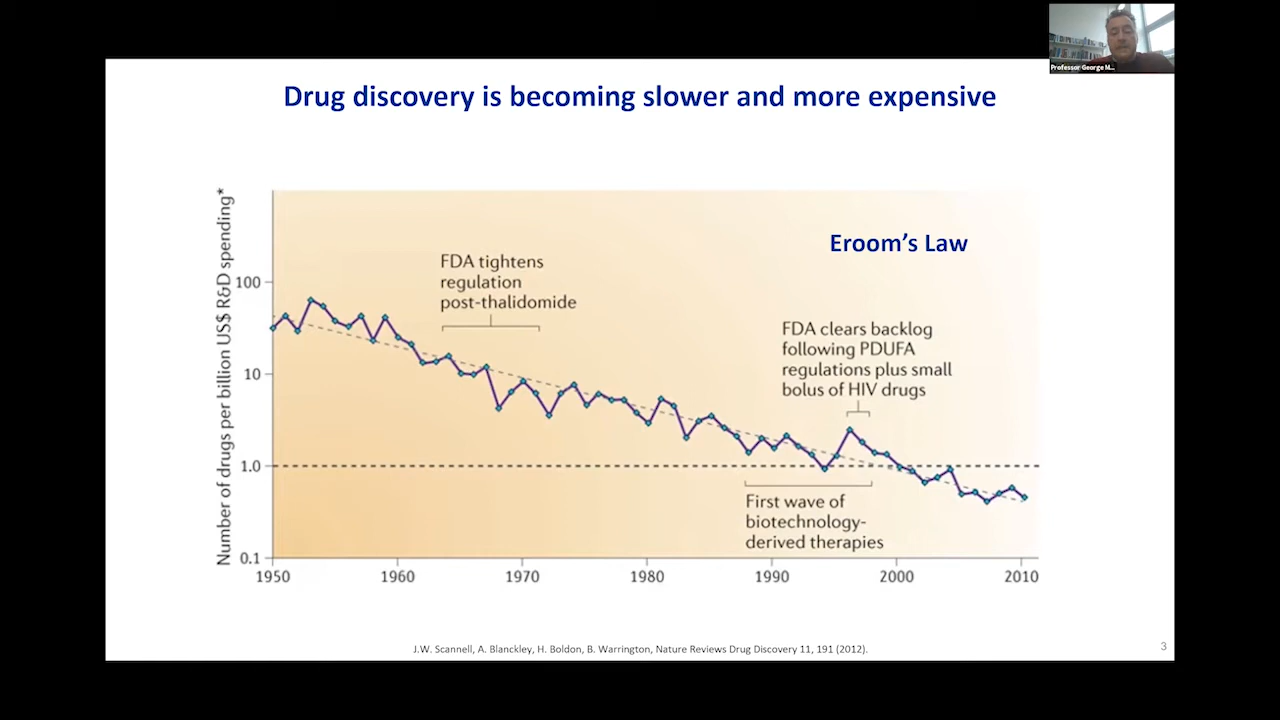 Professor George M...
Drug discovery is becoming slower and more expensive
Number of drugs per billion US$ R&D spending*
Eroom’s Law
FDA tightens
regulation
post-thalidomide
FDA clears backlog
following PDUFA
regulations plus small
bolus of HIV drugs
First wave of
biotechnology-
derived therapies
100
10
1.0
0.1
1950 1960 1970 1980 1990 2000 2010
J.W. Scannell, A. Blanckley, H. Boldon, B. Warrington, Nature Reviews Drug Discovery 11, 191 (2012).
3